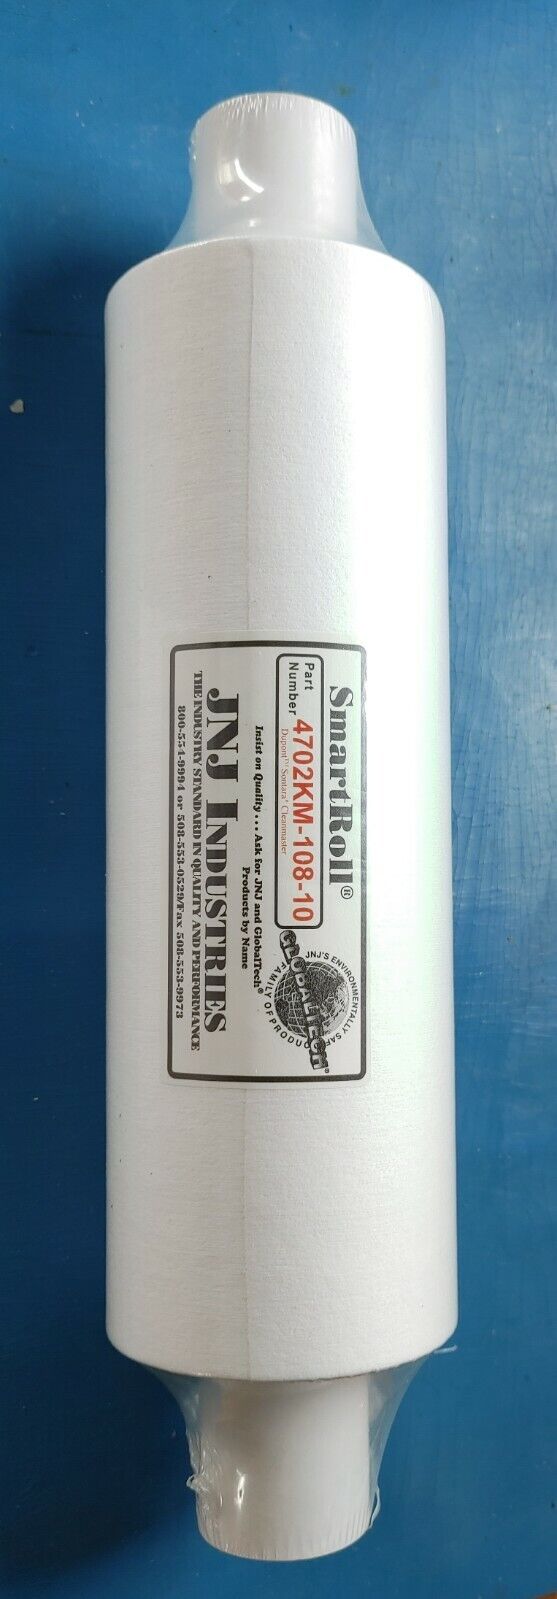 SmartRoll®
Part
Number
4702KM-108-10
Dupont™ Sontara® Cleanmaster
JNJ'S ENVIRONMENTALLY SAFE
FAMILY OF PRODUC
GLOBALTECH®
Insist on Quality . . . Ask for JNJ and GlobalTech®
Products by Name
JNJ INDUSTRIES
THE INDUSTRY STANDARD IN QUALITY AND PERFORMANCE
800-554-9994 or 508-553-0529/Fax 508-553-9973